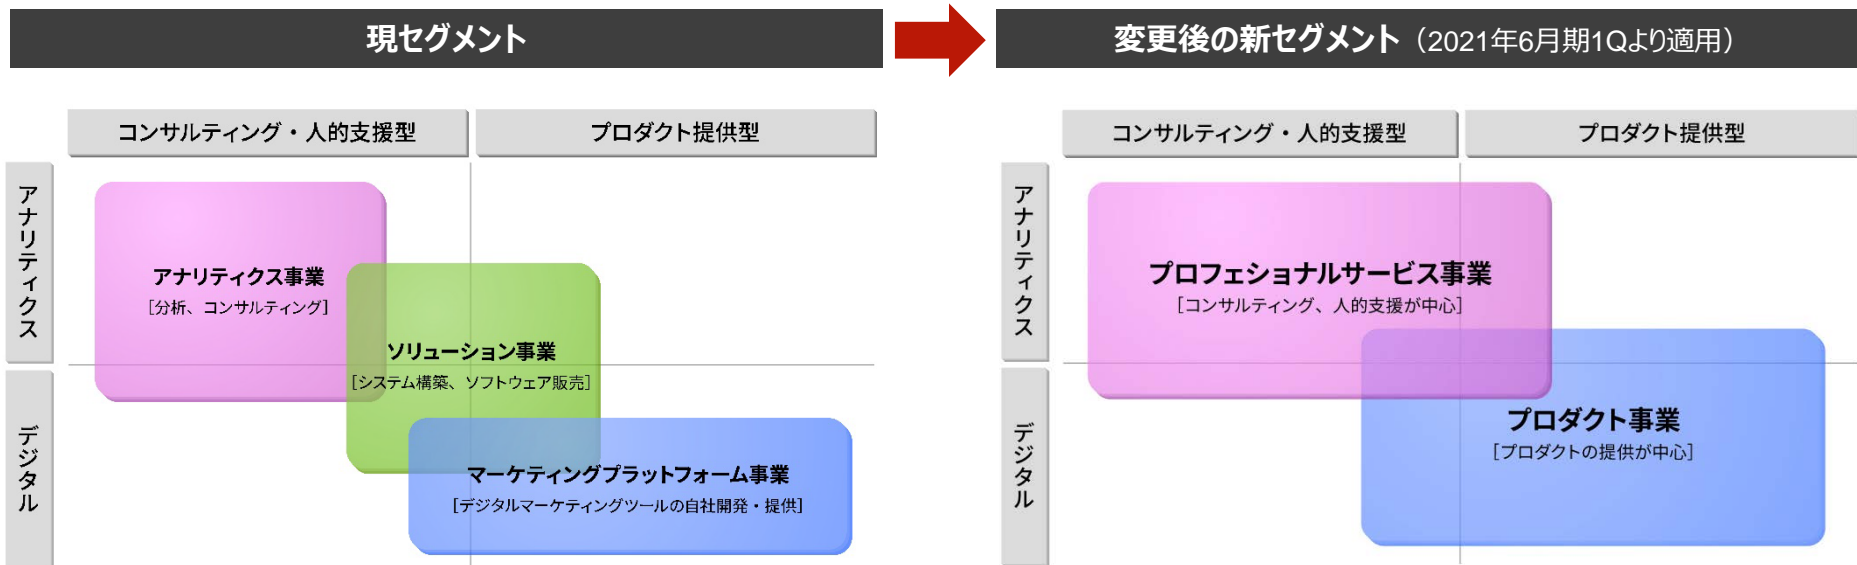 現セグメント
変更後の新セグメント（2021年6月期1Qより適用）
コンサルティング・人的支援型
プロダクト提供型
アナリティクス
デジタル
アナリティクス事業
［分析、コンサルティング］
ソリューション事業
［システム構築、ソフトウェア販売］
マーケティングプラットフォーム事業
［デジタルマーケティングツールの自社開発・提供］
コンサルティング・人的支援型
プロダクト提供型
アナリティクス
デジタル
プロフェショナルサービス事業
［コンサルティング、人的支援が中心］
プロダクト事業
［プロダクトの提供が中心］